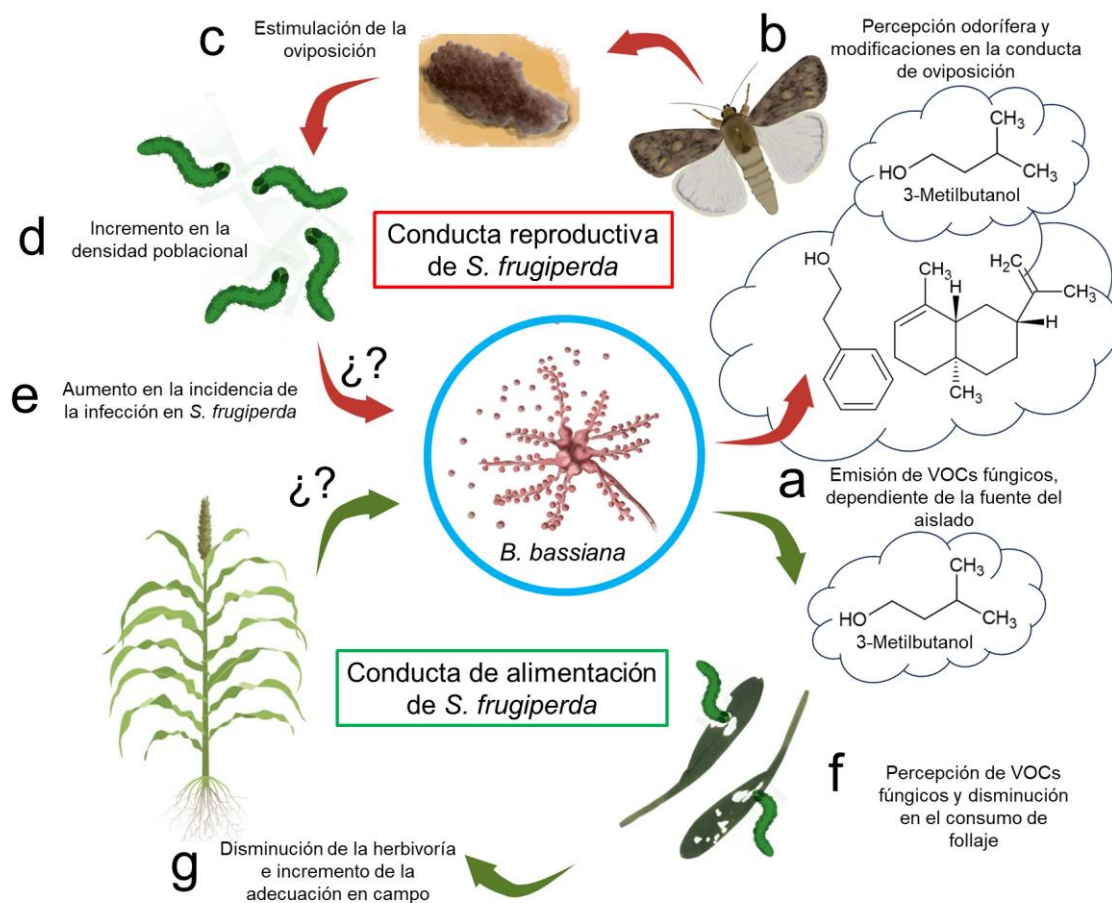 c
Estimulación de la
oviposición
b
Percepción odorífera y
modificaciones en la conducta
de oviposición
CH3
HO
CH3
3-Metilbutanol
d
Incremento en la
densidad poblacional
Conducta reproductiva
de S. frugiperda
HO
CH3
H
H2C
CH3
H
CH3
e
Aumento en la incidencia de
la infección en S. frugiperda
¿?
¿?
B. bassiana
a
Emisión de VOCs fúngicos,
dependiente de la fuente del
aislado
CH3
HO
CH3
3-Metilbutanol
Conducta de alimentación
de S. frugiperda
f
Percepción de VOCs
fúngicos y disminución
en el consumo de
follaje
g
Disminución de la herbivoría
e incremento de la
adecuación en campo